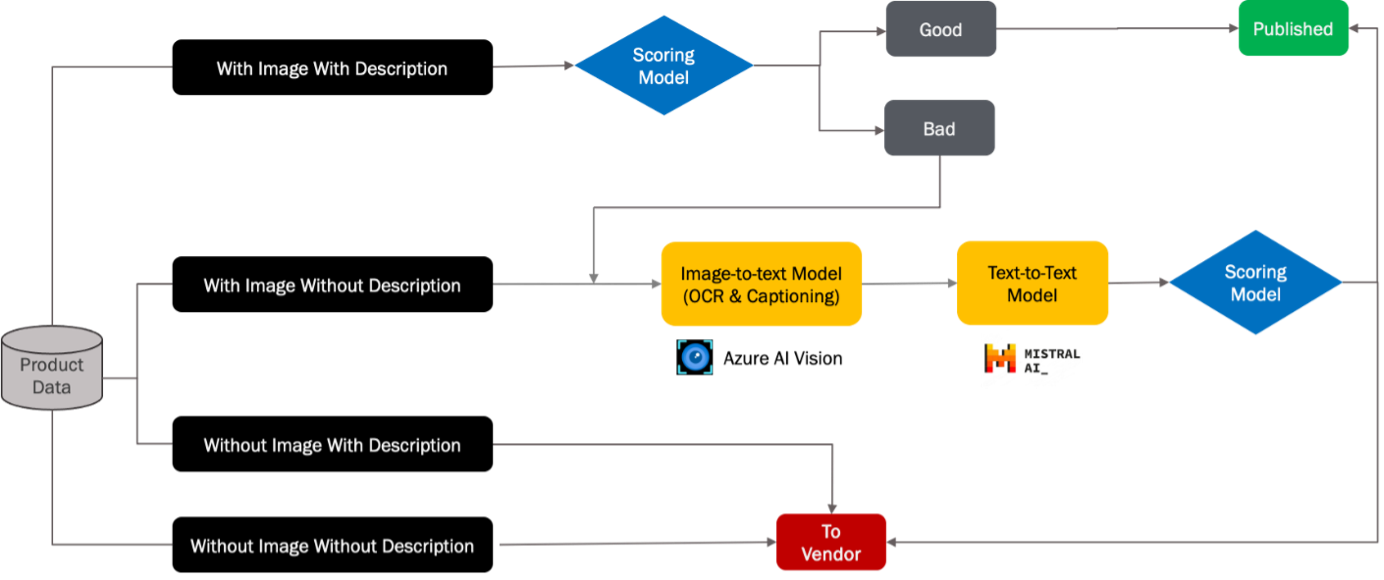 Good
Published
With Image With Description
Scoring
Model
Bad
With Image Without Description
Image-to-text Model
(OCR & Captioning)
Text-to-Text
Model
Scoring
Model
Azure AI Vision
MISTRAL
AI_
Product
Data
Without Image With Description
Without Image Without Description
To
Vendor